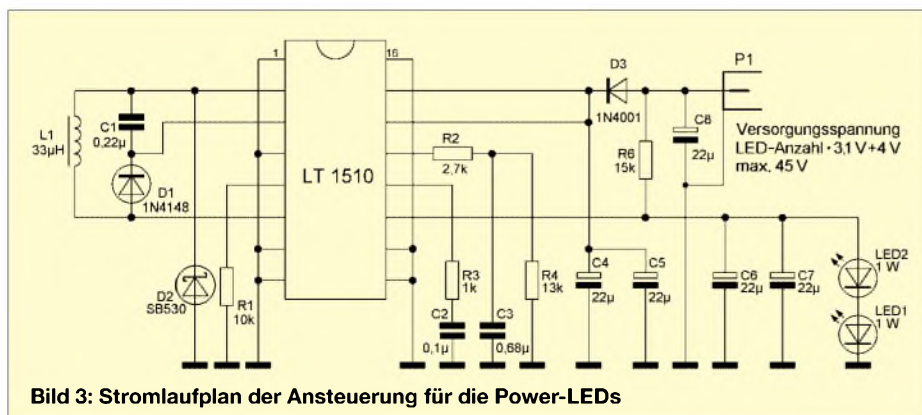 1
16
LT 1510
L1
33µH
C1
0,22µ
D1
1N4148
D2
SB530
R1
10k
R2
2,7k
R3
1k
C2
0,1µ
C3
0,68µ
R4
13k
D3
1N4001
R6
15k
C8
22µ
P1
Versorgungsspannung
LED-Anzahl · 3,1 V + 4 V
max. 45 V
C4
22µ
C5
22µ
C6
22µ
C7
22µ
LED2
1 W
LED1
1 W
Bild 3: Stromlaufplan der Ansteuerung für die Power-LEDs